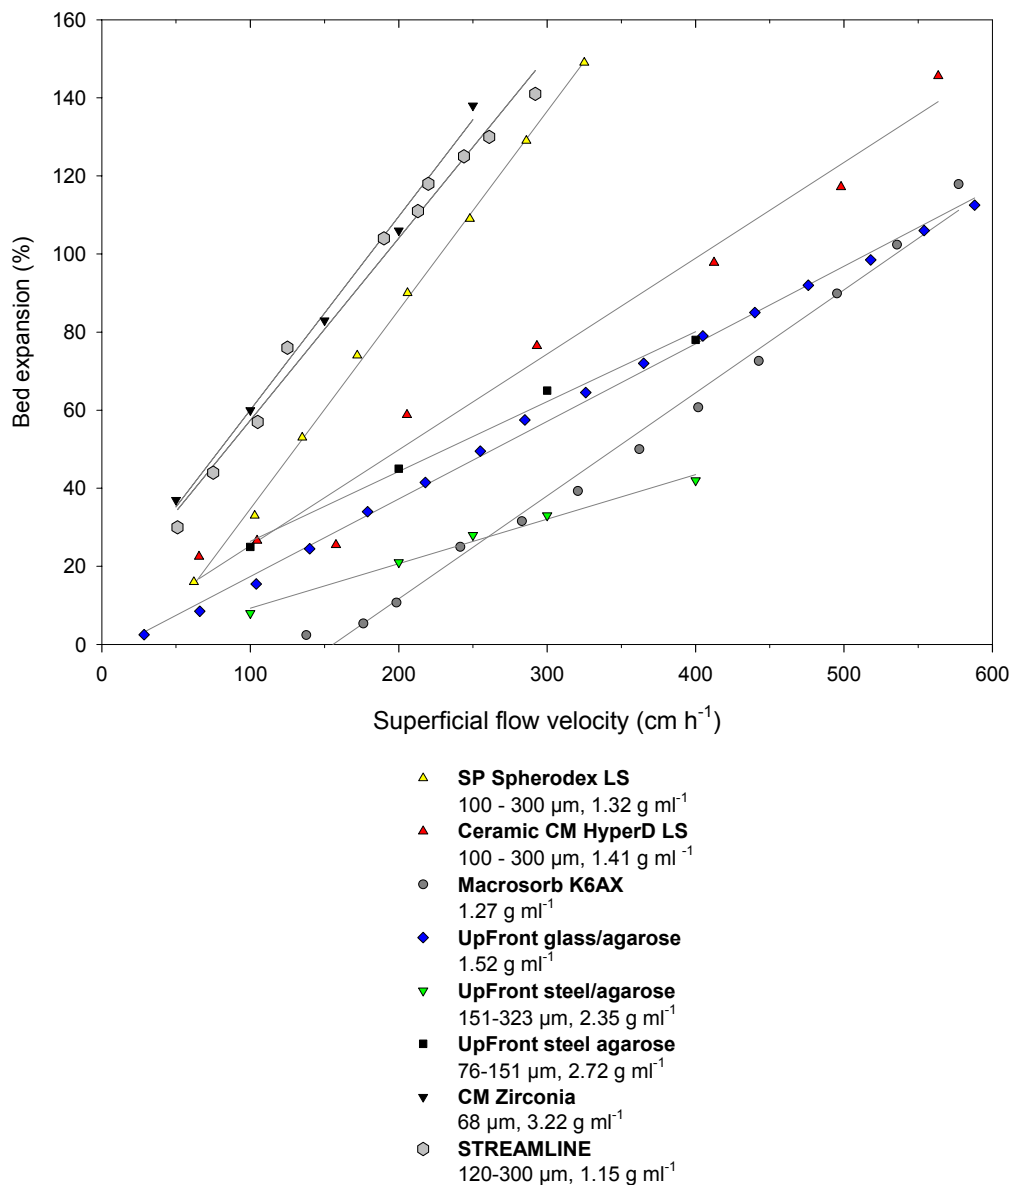 160
140
120
100
80
60
40
20
0
Bed expansion (%)
0 100 200 300 400 500 600
Superficial flow velocity (cm h⁻¹)
SP Spherodex LS
100 - 300 µm, 1.32 g ml⁻¹
Ceramic CM HyperD LS
100 - 300 µm, 1.41 g ml ⁻¹
Macrosorb K6AX
1.27 g ml⁻¹
UpFront glass/agarose
1.52 g ml⁻¹
UpFront steel/agarose
151-323 µm, 2.35 g ml⁻¹
UpFront steel agarose
76-151 µm, 2.72 g ml⁻¹
CM Zirconia
68 µm, 3.22 g ml⁻¹
STREAMLINE
120-300 µm, 1.15 g ml⁻¹